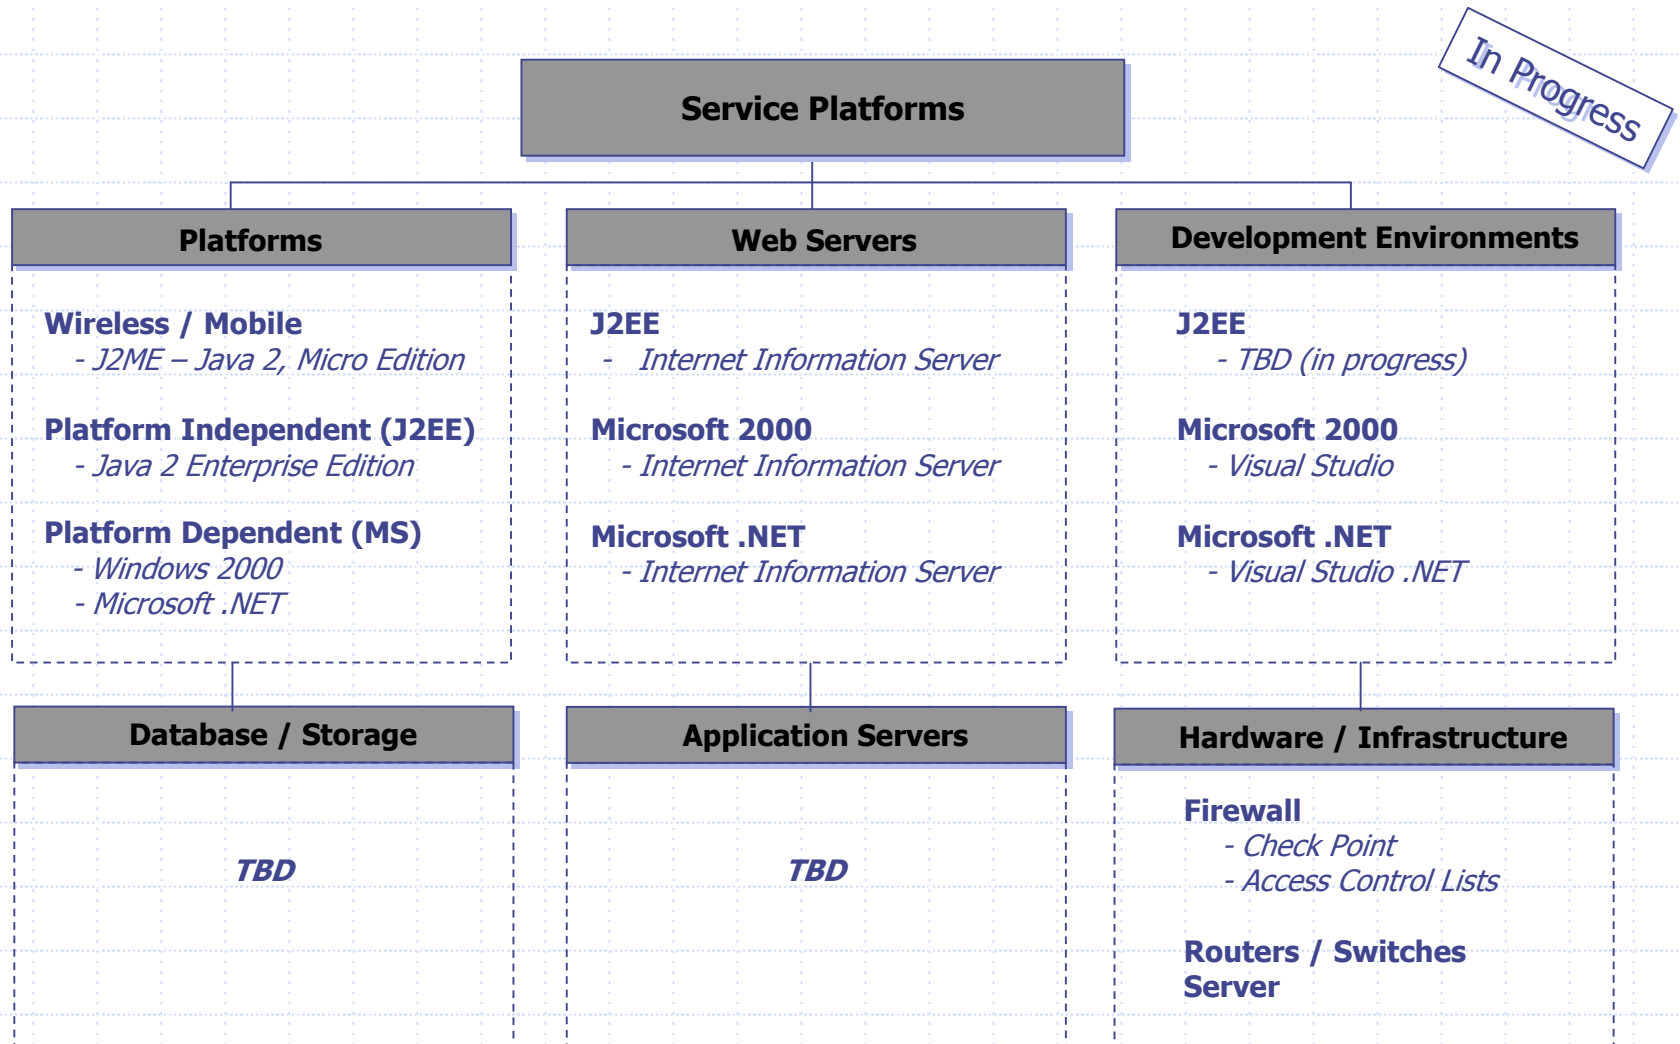 In Progress
Service Platforms
Platforms
Wireless / Mobile
- J2ME – Java 2, Micro Edition
Platform Independent (J2EE)
- Java 2 Enterprise Edition
Platform Dependent (MS)
- Windows 2000
- Microsoft .NET
Web Servers
J2EE
- Internet Information Server
Microsoft 2000
- Internet Information Server
Microsoft .NET
- Internet Information Server
Development Environments
J2EE
- TBD (in progress)
Microsoft 2000
- Visual Studio
Microsoft .NET
- Visual Studio .NET
Database / Storage
TBD
Application Servers
TBD
Hardware / Infrastructure
Firewall
- Check Point
- Access Control Lists
Routers / Switches
Server